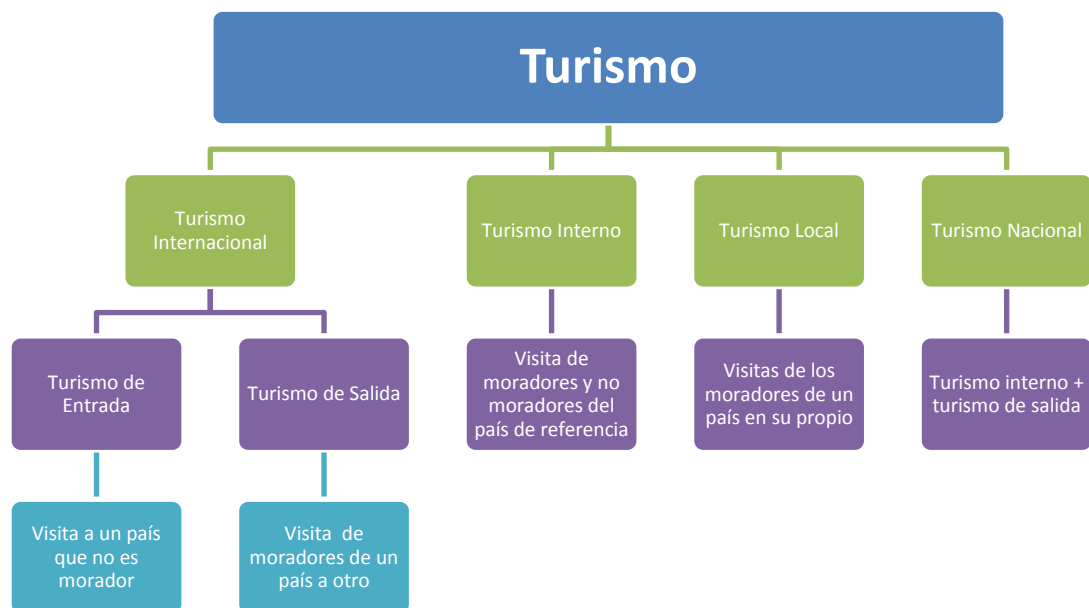 Turismo
Turismo
Internacional
Turismo Interno
Turismo Local
Turismo Nacional
Turismo de
Entrada
Turismo de Salida
Visita de
moradores y no
moradores del
país de referencia
Visitas de los
moradores de un
país en su propio
Turismo interno +
turismo de salida
Visita a un país
que no es
morador
Visita de
moradores de un
país a otro